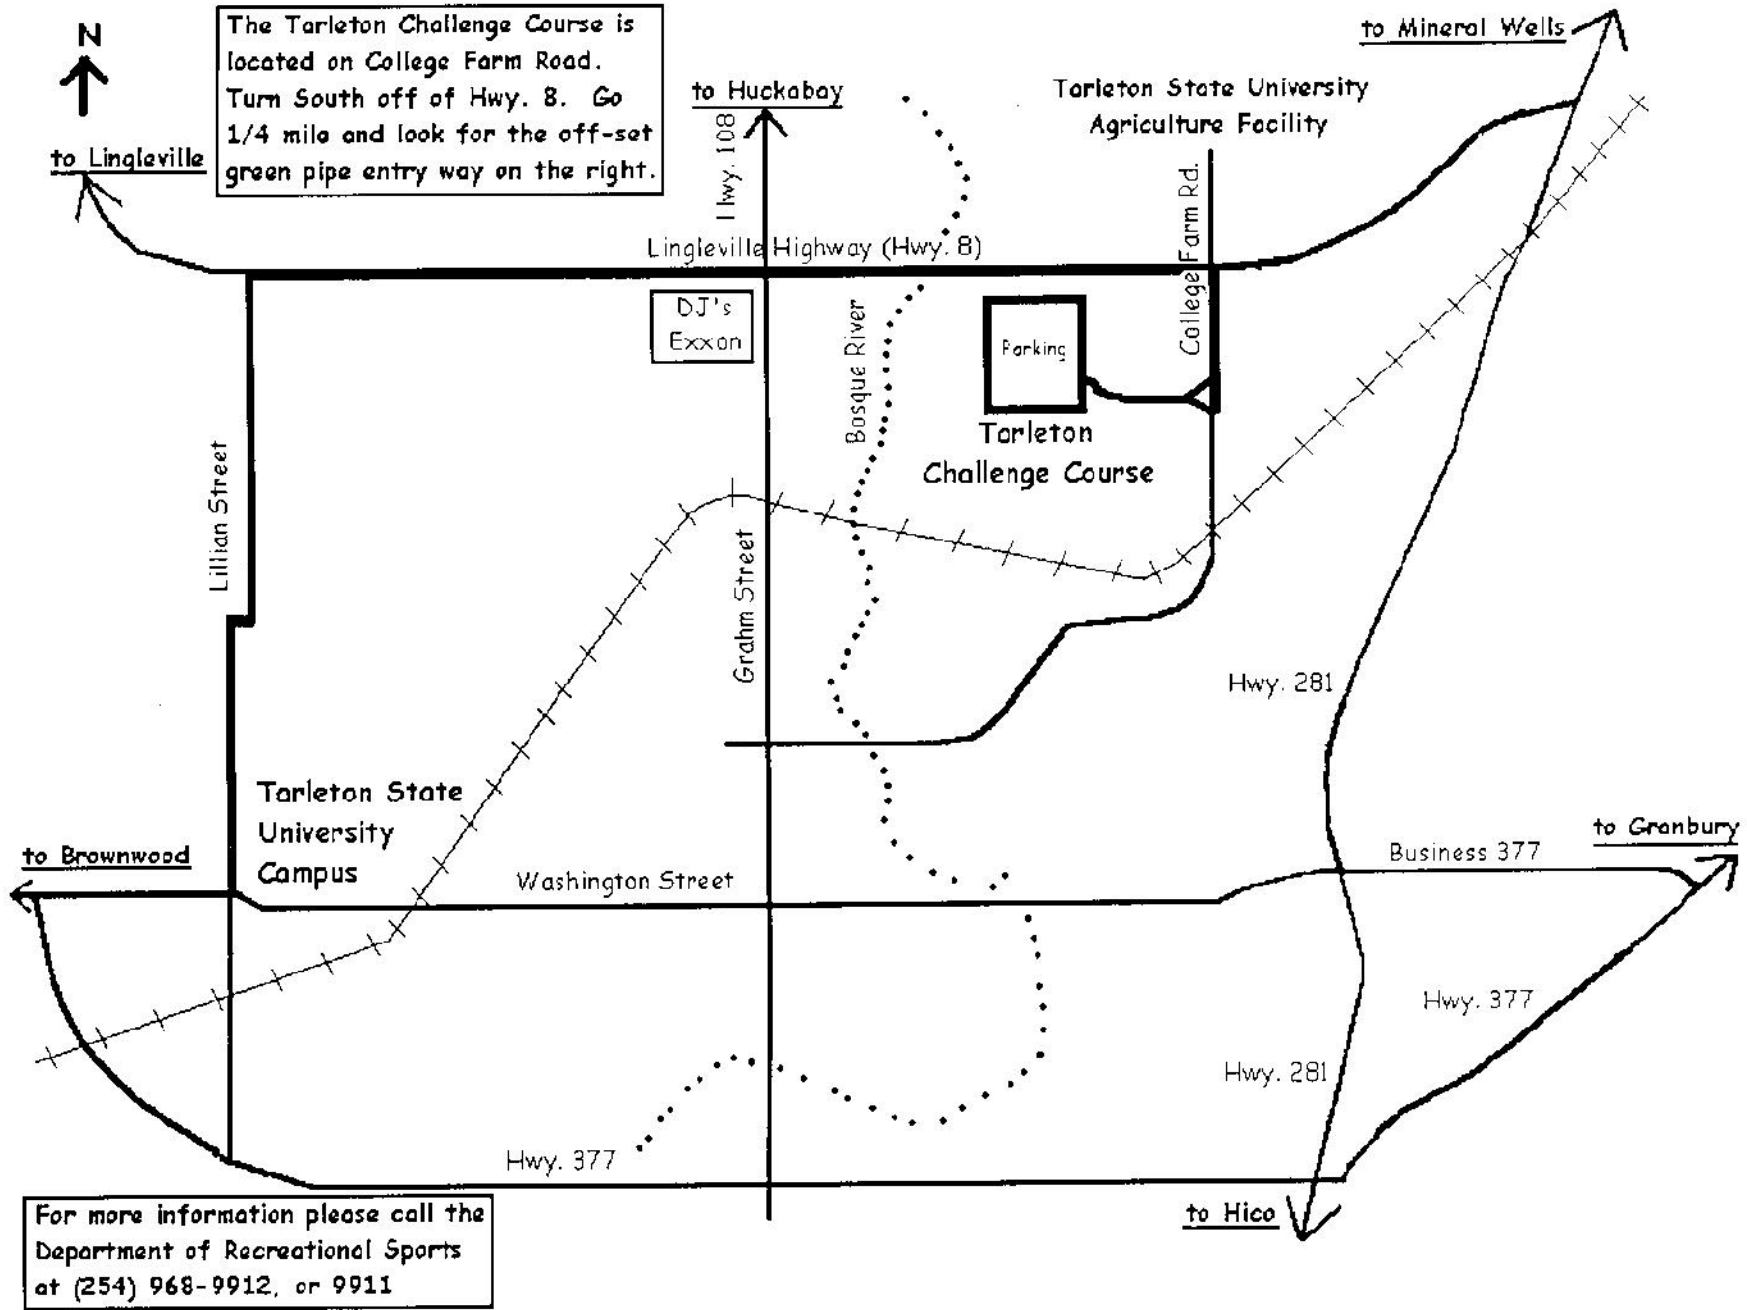 N
The Tarleton Challenge Course is
located on College Farm Road.
Turn South off of Hwy. 8. Go
1/4 mile and look for the off-set
green pipe entry way on the right.
to Mineral Wells
to Huckabay
Tarleton State University
Agriculture Facility
to Lingleville
Hwy. 108
College Farm Rd.
Lingleville Highway (Hwy. 8)
DJ's
Exxon
Bosque River
Parking
Tarleton
Challenge Course
Lillian Street
Grahm Street
Hwy. 281
Tarleton State
University
Campus
to Brownwood
Washington Street
Business 377
to Granbury
Hwy. 377
Hwy. 281
Hwy. 377
to Hico
For more information please call the
Department of Recreational Sports
at (254) 968-9912, or 9911